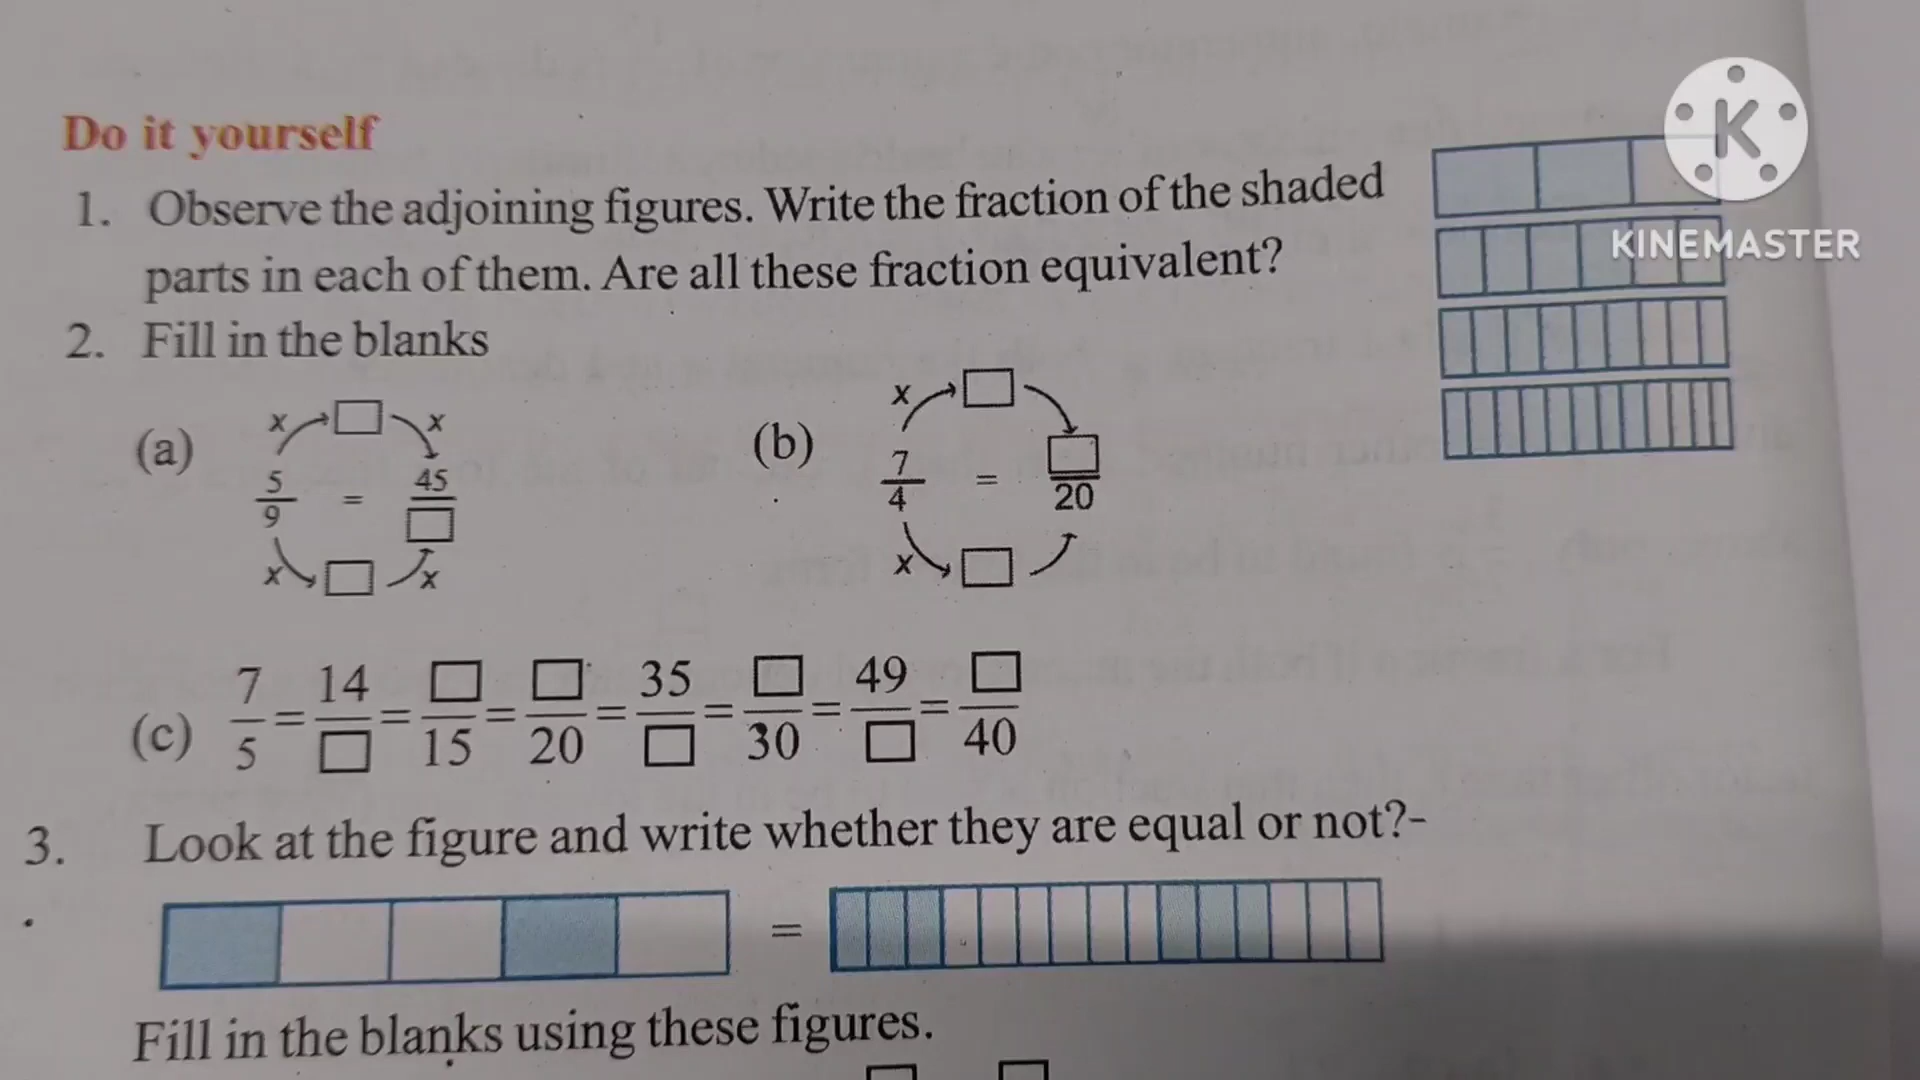 K
KINEMASTER
Do it yourself
1. Observe the adjoining figures. Write the fraction of the shaded
parts in each of them. Are all these fraction equivalent?
2. Fill in the blanks
(a) x □ x
5/9 = 45/□
x □ x
(b) x □
7/4 = □/20
x □
(c) 7/5 = 14/□ = □/15 = □/20 = 35/□ = □/30 = 49/□ = □/40
3. Look at the figure and write whether they are equal or not?-
=
Fill in the blanks using these figures.